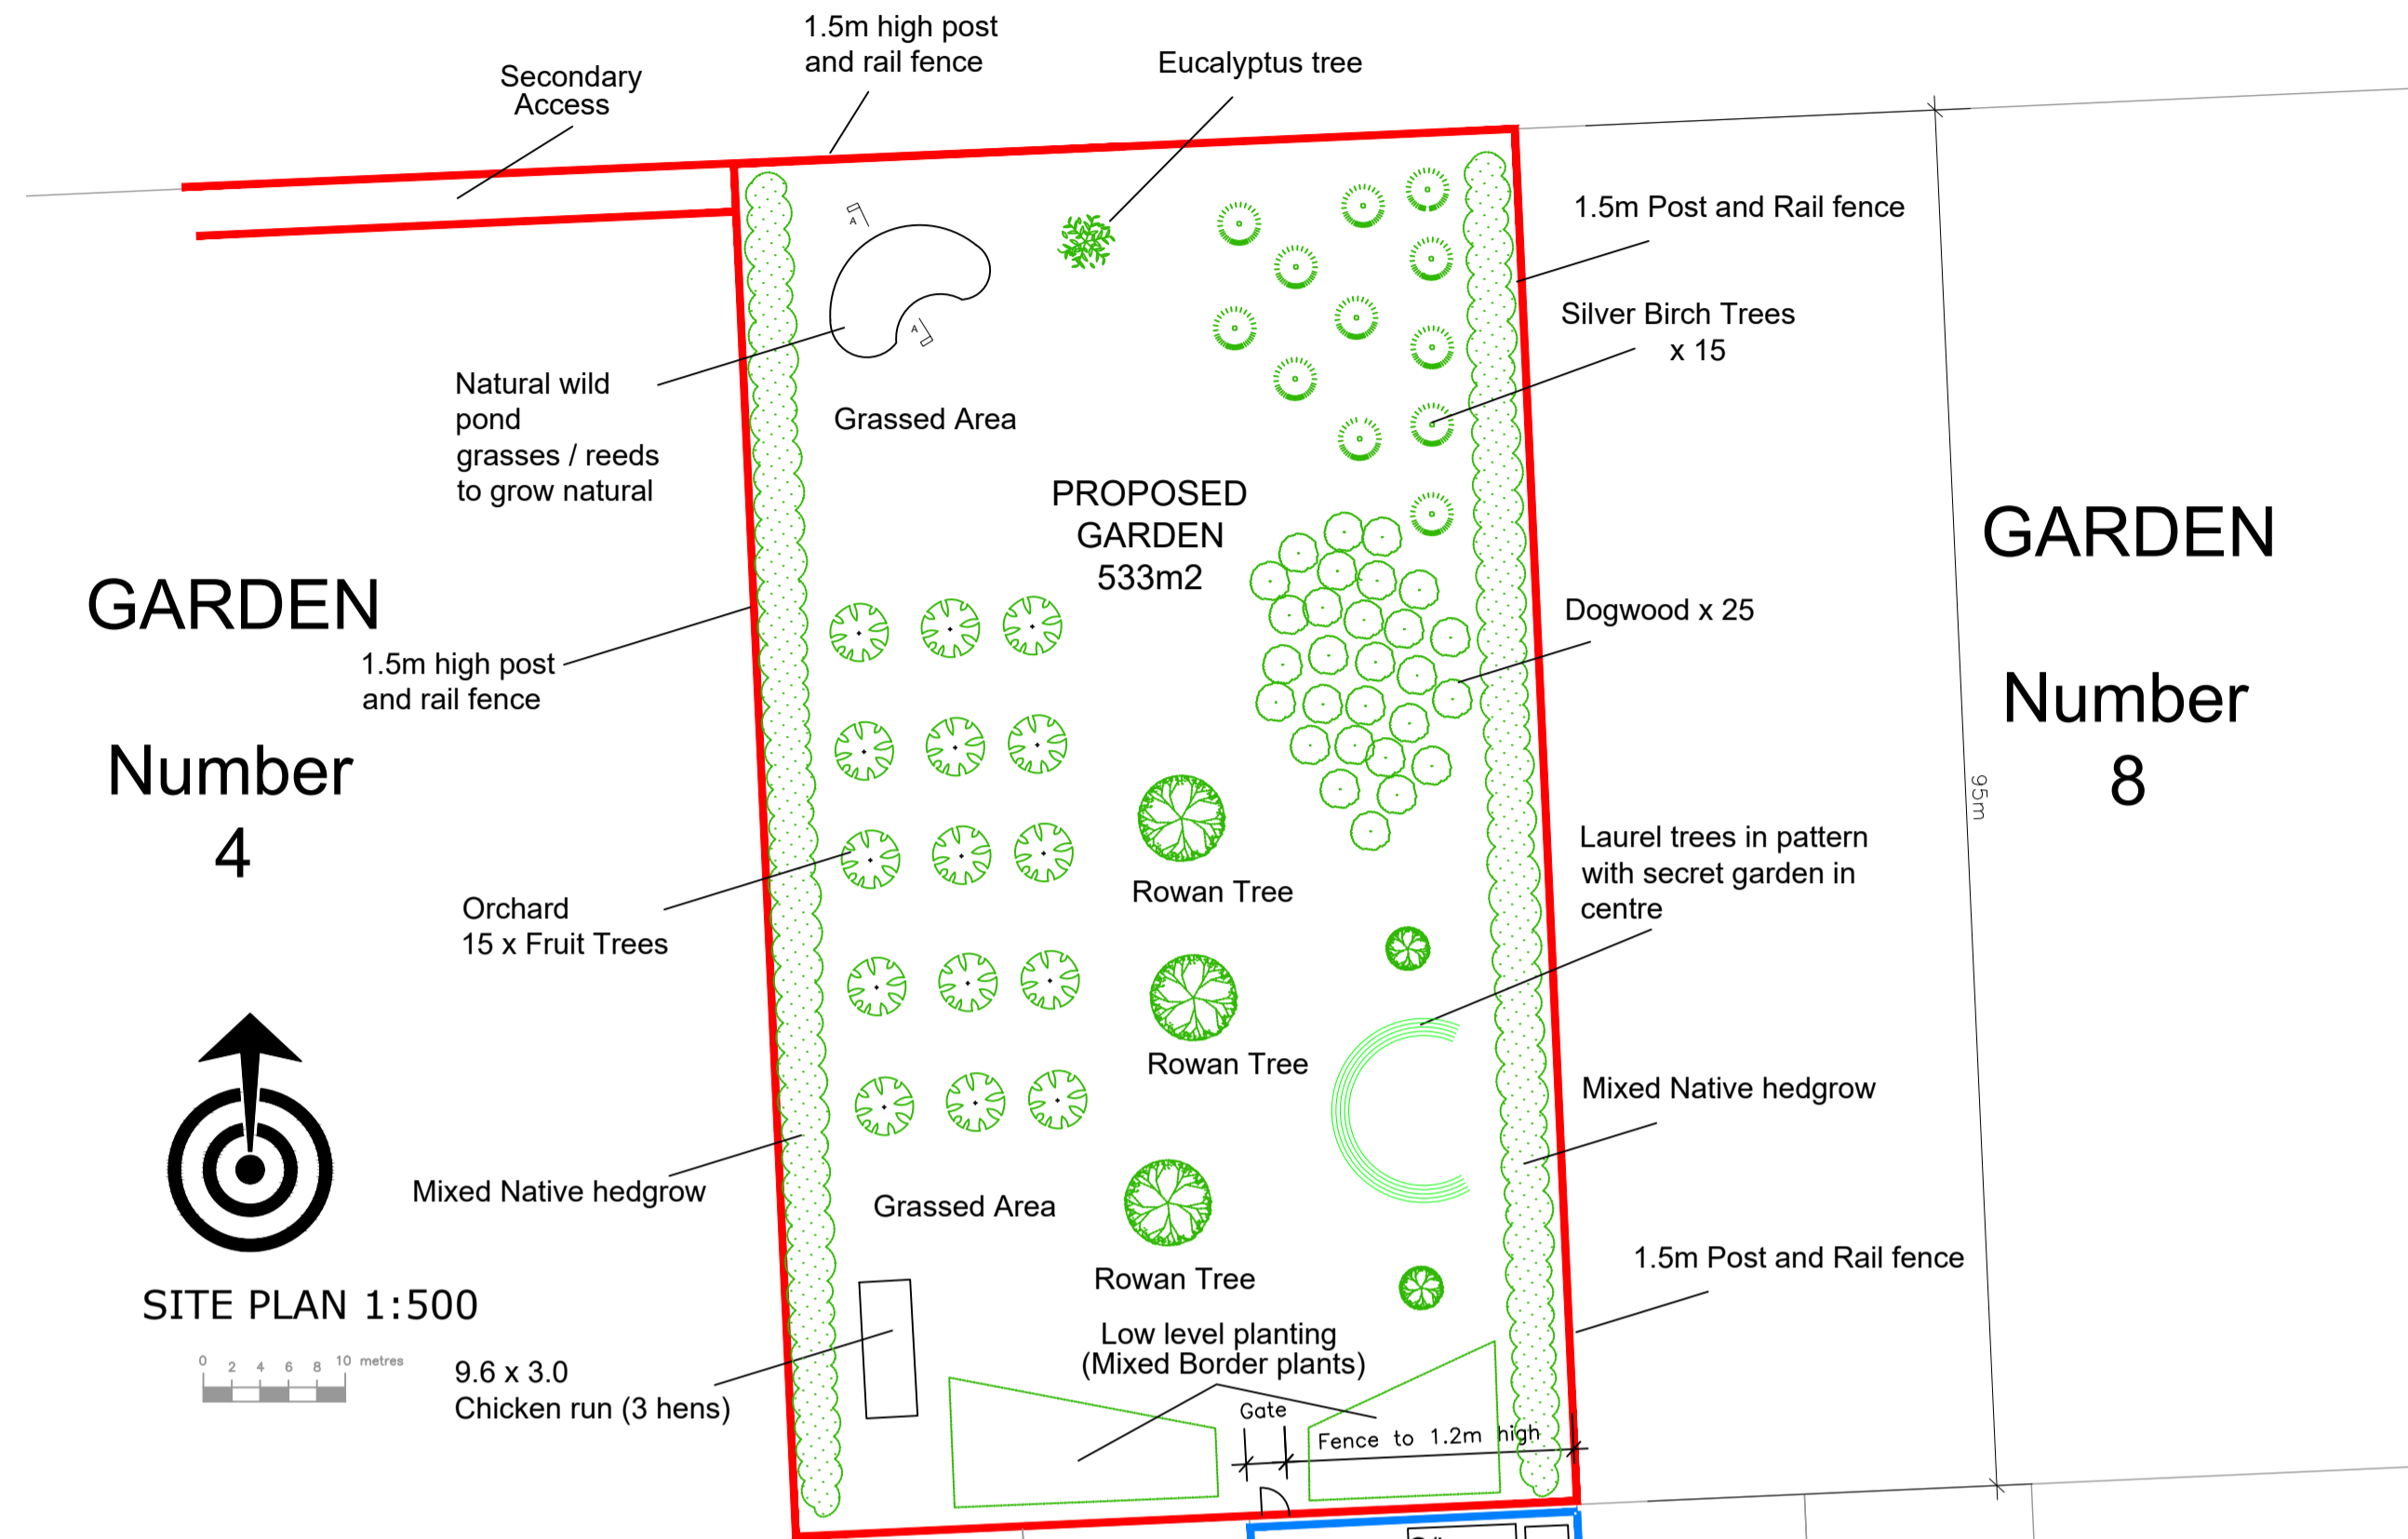 1.5m high post
and rail fence
Secondary
Access
Eucalyptus tree
1.5m Post and Rail fence
A
A
Silver Birch Trees
x 15
Natural wild
pond
grasses / reeds
to grow natural
Grassed Area
PROPOSED
GARDEN
533m2
GARDEN
Number
4
1.5m high post
and rail fence
GARDEN
Number
8
Dogwood x 25
95m
Laurel trees in pattern
with secret garden in
centre
Rowan Tree
Orchard
15 x Fruit Trees
Rowan Tree
Mixed Native hedgrow
Mixed Native hedgrow
Grassed Area
Rowan Tree
1.5m Post and Rail fence
SITE PLAN 1:500
0 2 4 6 8 10 metres
9.6 x 3.0
Chicken run (3 hens)
Low level planting
(Mixed Border plants)
Gate
Fence to 1.2m high